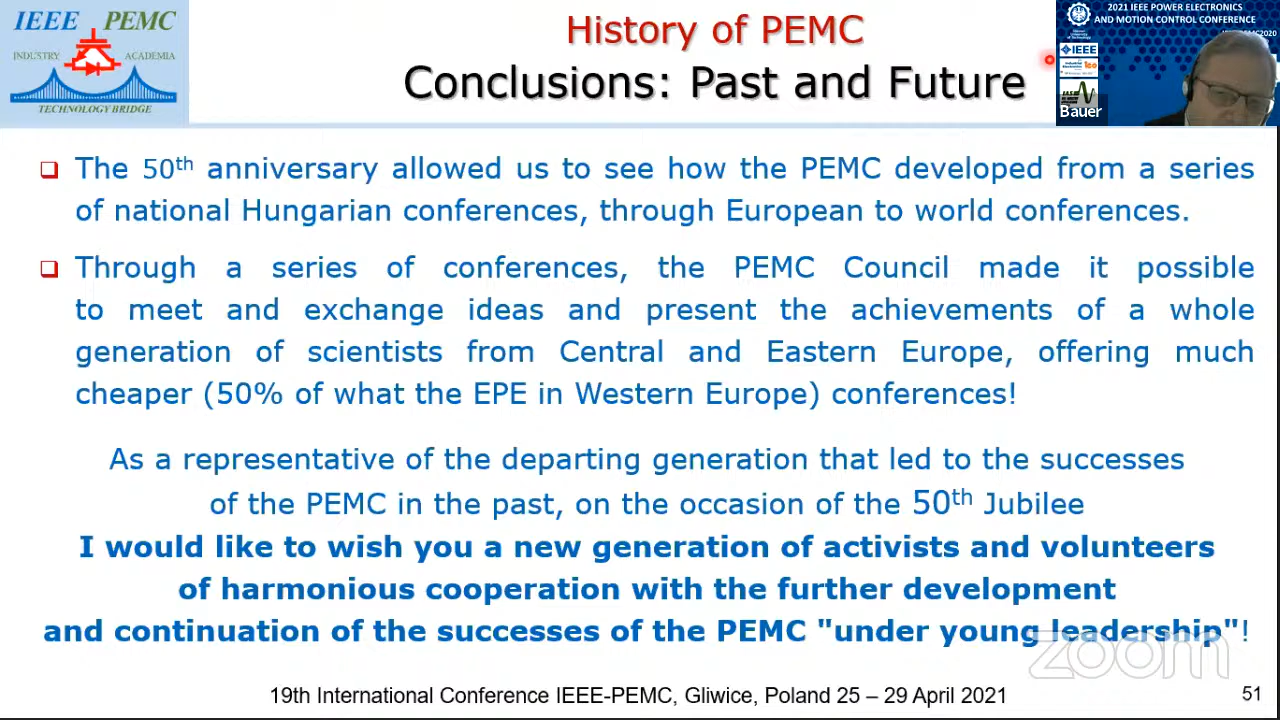 IEEE PEMC
INDUSTRY ACADEMIA
TECHNOLOGY BRIDGE
History of PEMC
Conclusions: Past and Future
2021 IEEE POWER ELECTRONICS
AND MOTION CONTROL CONFERENCE
IEEE
Bauer
The 50th anniversary allowed us to see how the PEMC developed from a series
of national Hungarian conferences, through European to world conferences.
Through a series of conferences, the PEMC Council made it possible
to meet and exchange ideas and present the achievements of a whole
generation of scientists from Central and Eastern Europe, offering much
cheaper (50% of what the EPE in Western Europe) conferences!
As a representative of the departing generation that led to the successes
of the PEMC in the past, on the occasion of the 50th Jubilee
I would like to wish you a new generation of activists and volunteers
of harmonious cooperation with the further development
and continuation of the successes of the PEMC "under young leadership"!
zoom
19th International Conference IEEE-PEMC, Gliwice, Poland 25 – 29 April 2021
51